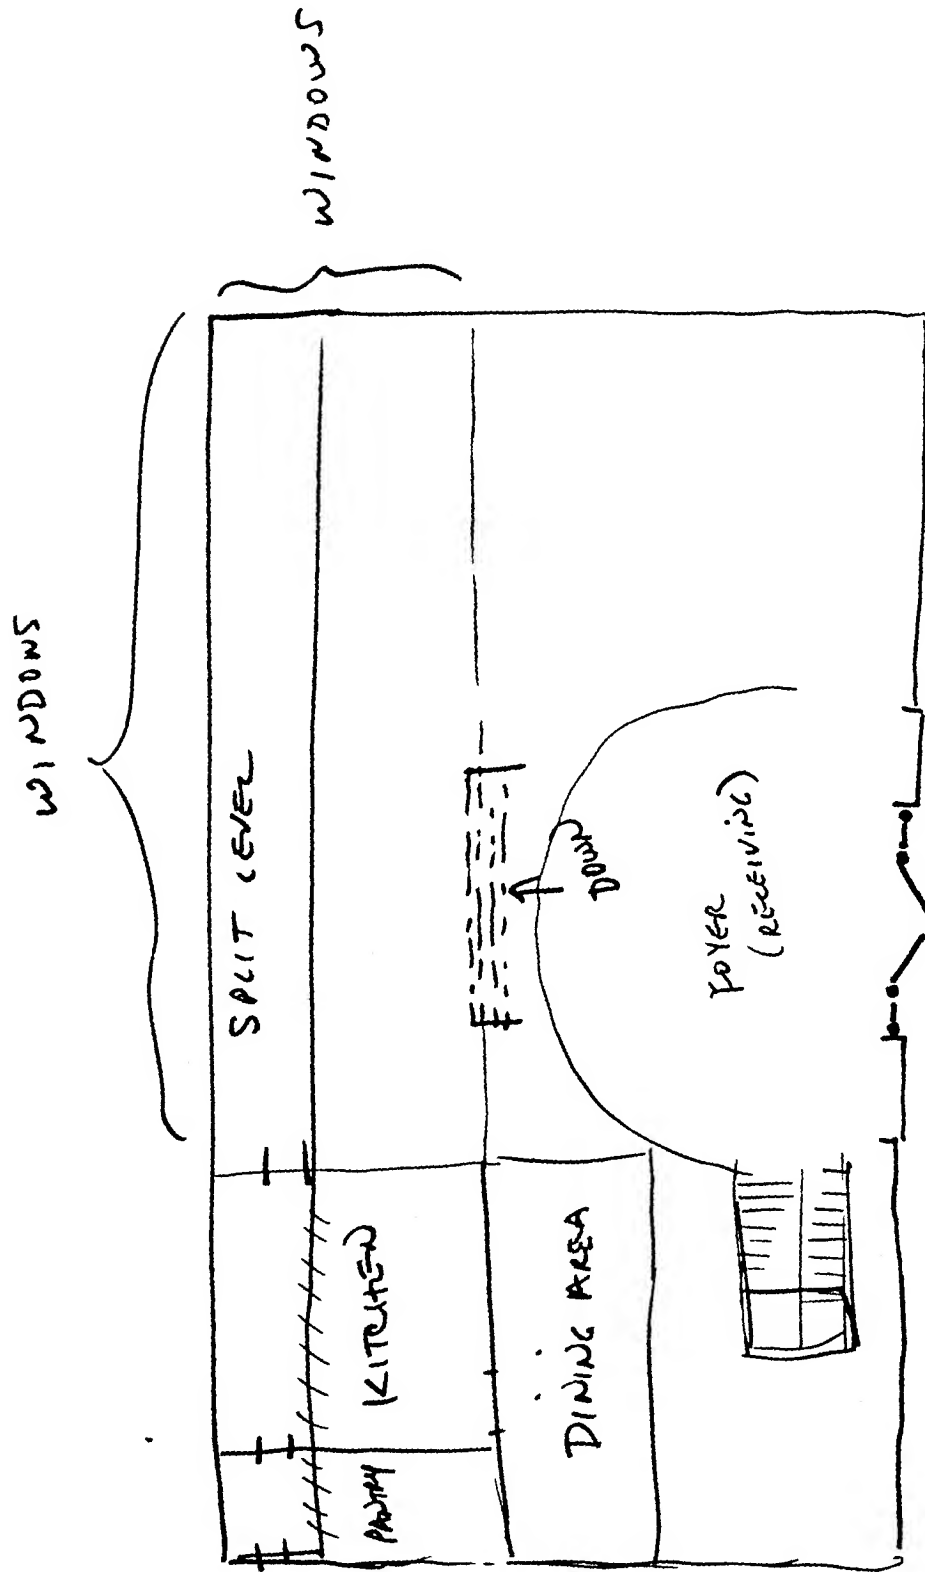 WINDOWS
WINDOWS
SPLIT LEVEL
PANTRY
KITCHEN
DINING AREA
DOWN
FOYER
(RECEIVING)